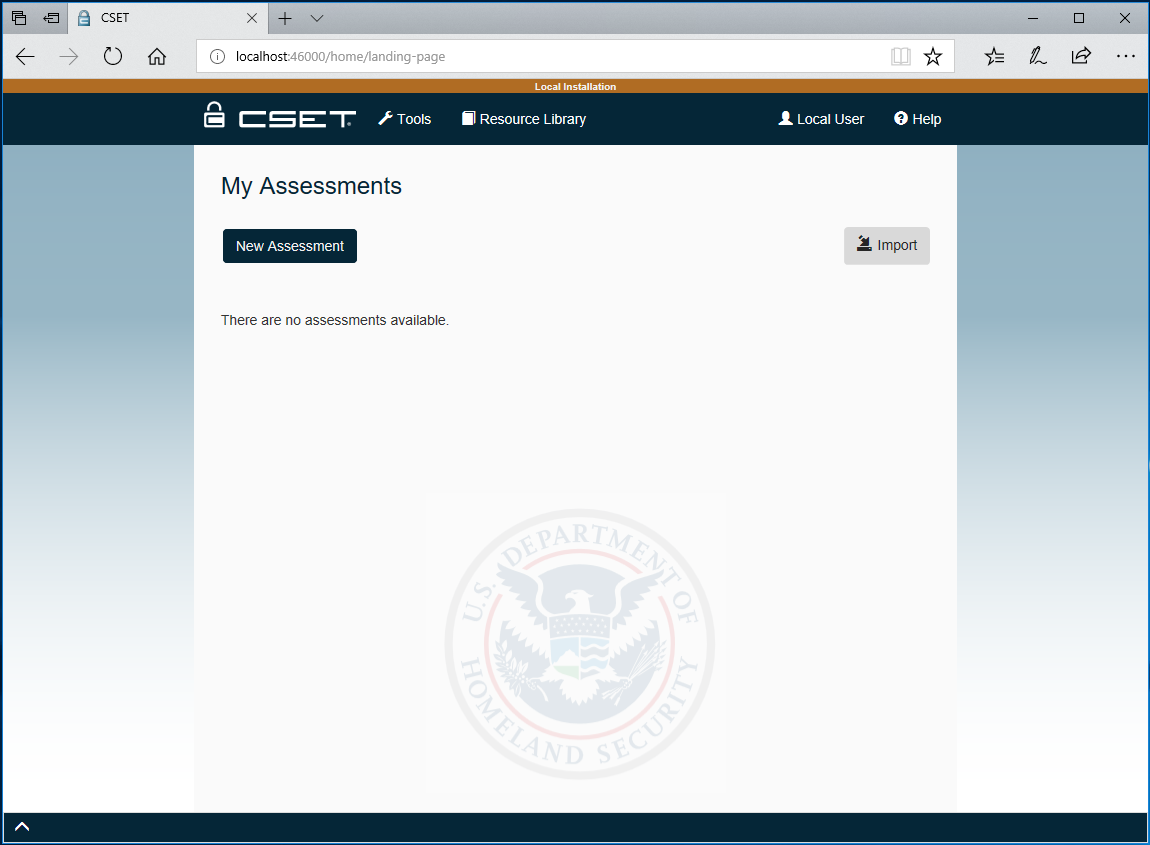 CSET
localhost:46000/home/landing-page
Local Installation
CSET Tools Resource Library Local User Help
My Assessments
New Assessment Import
There are no assessments available.
U.S. DEPARTMENT OF
HOMELAND SECURITY